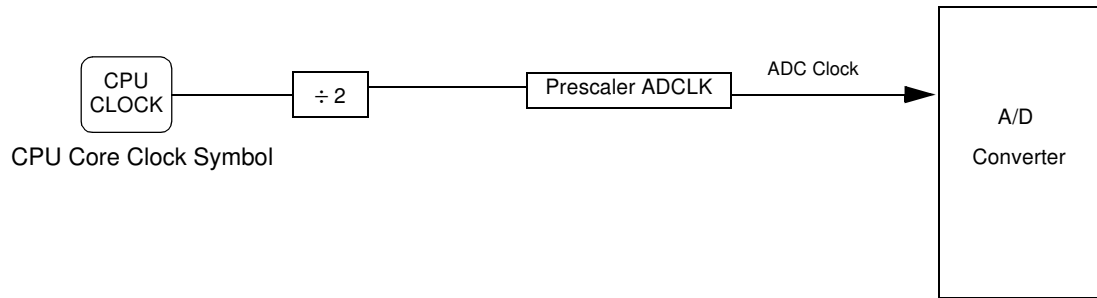 CPU
CLOCK
CPU Core Clock Symbol
÷ 2
Prescaler ADCLK
ADC Clock
A/D
Converter